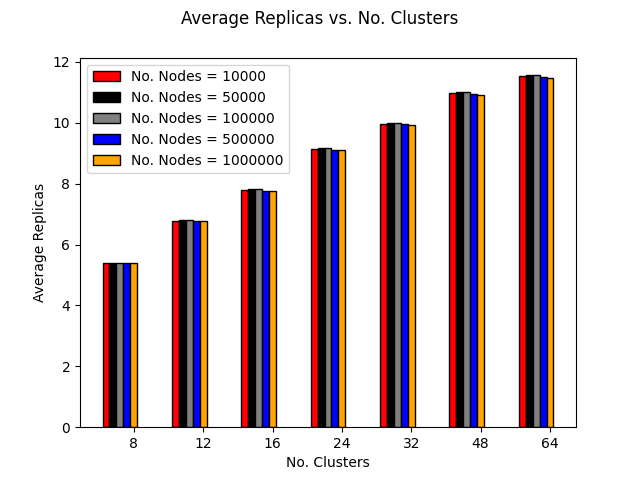 Average Replicas vs. No. Clusters
No. Nodes = 10000
No. Nodes = 50000
No. Nodes = 100000
No. Nodes = 500000
No. Nodes = 1000000
Average Replicas
12
10
8
6
4
2
0
8 12 16 24 32 48 64
No. Clusters